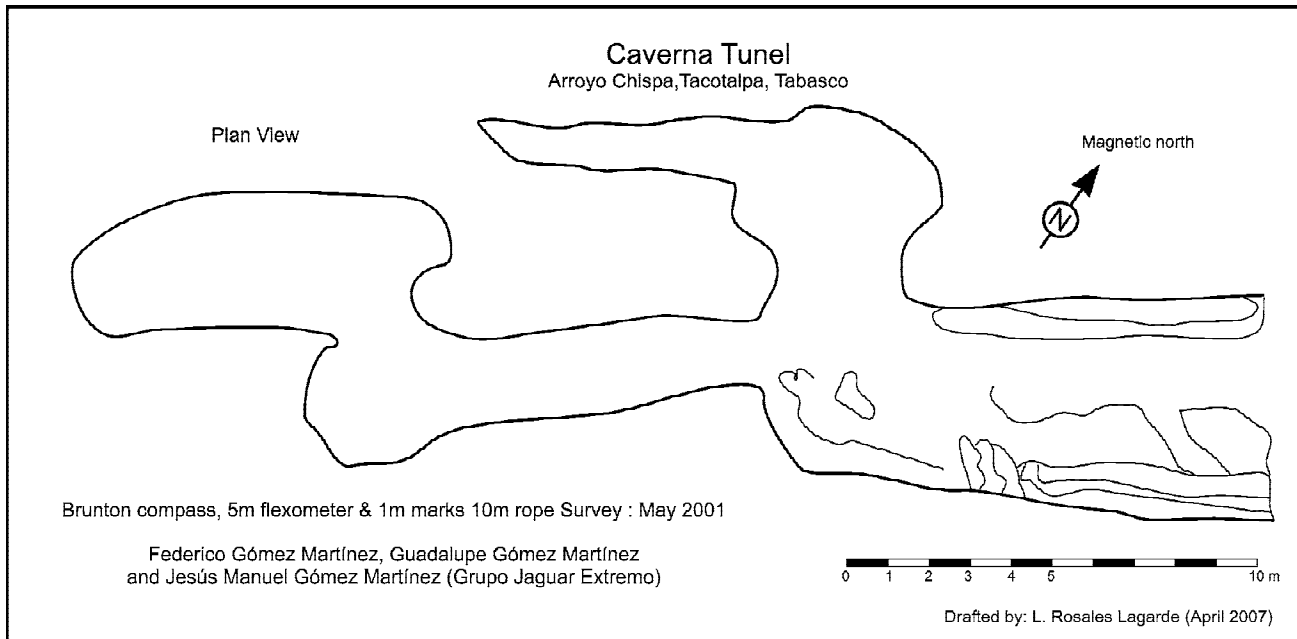 Caverna Tunel
Arroyo Chispa,Tacotalpa, Tabasco
Plan View
Magnetic north
N
Brunton compass, 5m flexometer & 1m marks 10m rope Survey : May 2001
Federico Gómez Martínez, Guadalupe Gómez Martínez
and Jesús Manuel Gómez Martínez (Grupo Jaguar Extremo)
0 1 2 3 4 5 10 m
Drafted by: L. Rosales Lagarde (April 2007)